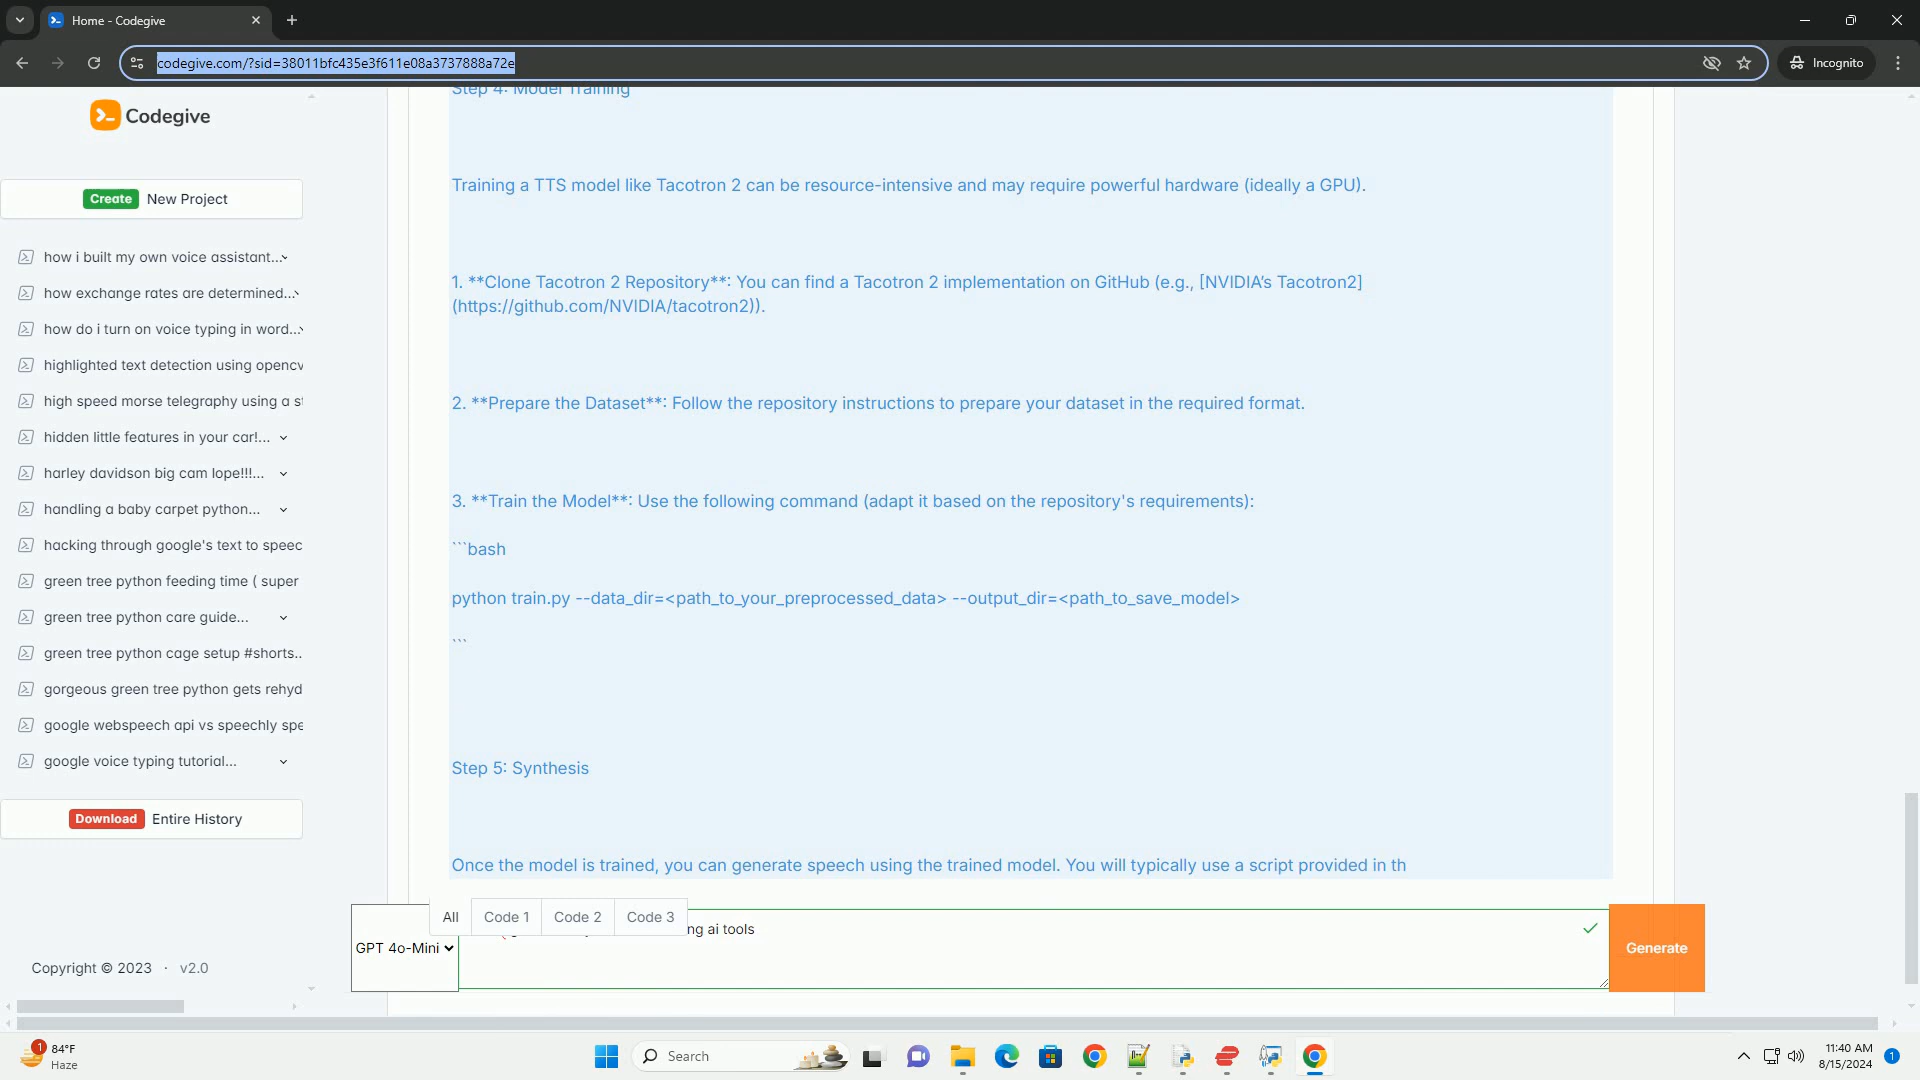 Home - Codegive
codegive.com/?sid=38011bfc435e3f611e08a3737888a72e
Incognito
Codegive
Create New Project
how i built my own voice assistant...
how exchange rates are determined...
how do i turn on voice typing in word...
highlighted text detection using opencv
high speed morse telegraphy using a st
hidden little features in your car!...
harley davidson big cam lope!!!...
handling a baby carpet python...
hacking through google's text to speec
green tree python feeding time ( super
green tree python care guide...
green tree python cage setup #shorts..
gorgeous green tree python gets rehyd
google webspeech api vs speechly spe
google voice typing tutorial...
Download Entire History
Copyright © 2023 · v2.0
Step 4: Model Training
Training a TTS model like Tacotron 2 can be resource-intensive and may require powerful hardware (ideally a GPU).
1. **Clone Tacotron 2 Repository**: You can find a Tacotron 2 implementation on GitHub (e.g., [NVIDIA’s Tacotron2]
(https://github.com/NVIDIA/tacotron2)).
2. **Prepare the Dataset**: Follow the repository instructions to prepare your dataset in the required format.
3. **Train the Model**: Use the following command (adapt it based on the repository's requirements):
```bash
python train.py --data_dir=<path_to_your_preprocessed_data> --output_dir=<path_to_save_model>
```
Step 5: Synthesis
Once the model is trained, you can generate speech using the trained model. You will typically use a script provided in th
All Code 1 Code 2 Code 3
GPT 4o-Mini
ng ai tools
Generate
1
84°F
Haze
Search
11:40 AM
8/15/2024
1